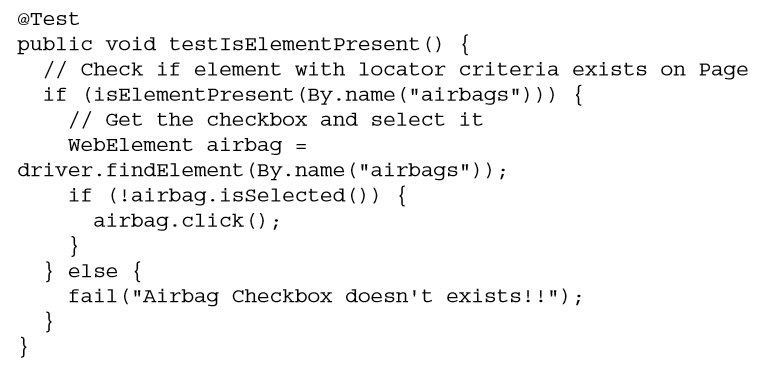 @Test
public void testIsElementPresent() {
  // Check if element with locator criteria exists on Page
  if (isElementPresent(By.name("airbags"))) {
    // Get the checkbox and select it
    WebElement airbag =
driver.findElement(By.name("airbags"));
    if (!airbag.isSelected()) {
      airbag.click();
    }
  } else {
    fail("Airbag Checkbox doesn't exists!!");
  }
}